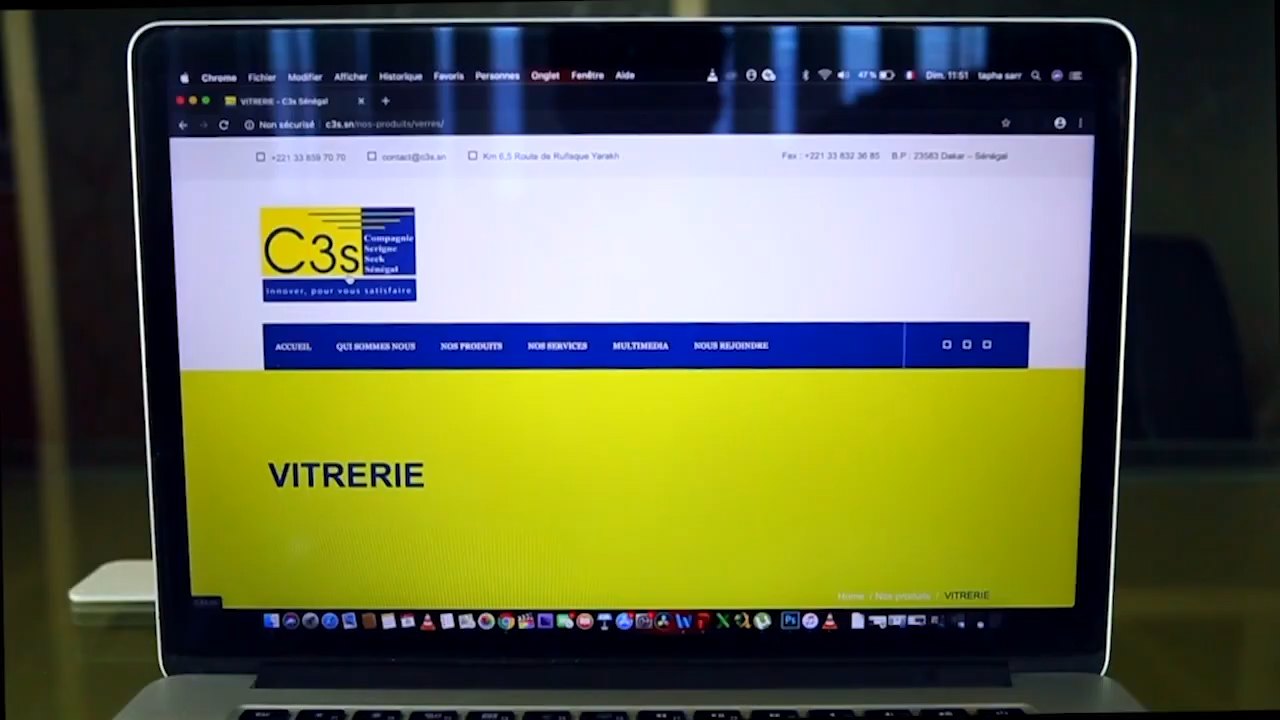 Chrome Fichier Modifier Afficher Historique Favoris Personnes Onglet Fenêtre Aide 47 % Dim. 11:51 tapha sarr
VITRERIE – C3s Sénégal
Non sécurisé c3s.sn/nos-produits/verres/
+221 33 859 70 70 contact@c3s.sn Km 6,5 Route de Rufisque Yarakh Fax : +221 33 832 36 85 B.P : 23583 Dakar – Sénégal
C3s
Compagnie
Serigne
Seck
Sénégal
Innover, pour vous satisfaire
ACCUEIL QUI SOMMES NOUS NOS PRODUITS NOS SERVICES MULTIMEDIA NOUS REJOINDRE
VITRERIE
Home / Nos produits / VITRERIE